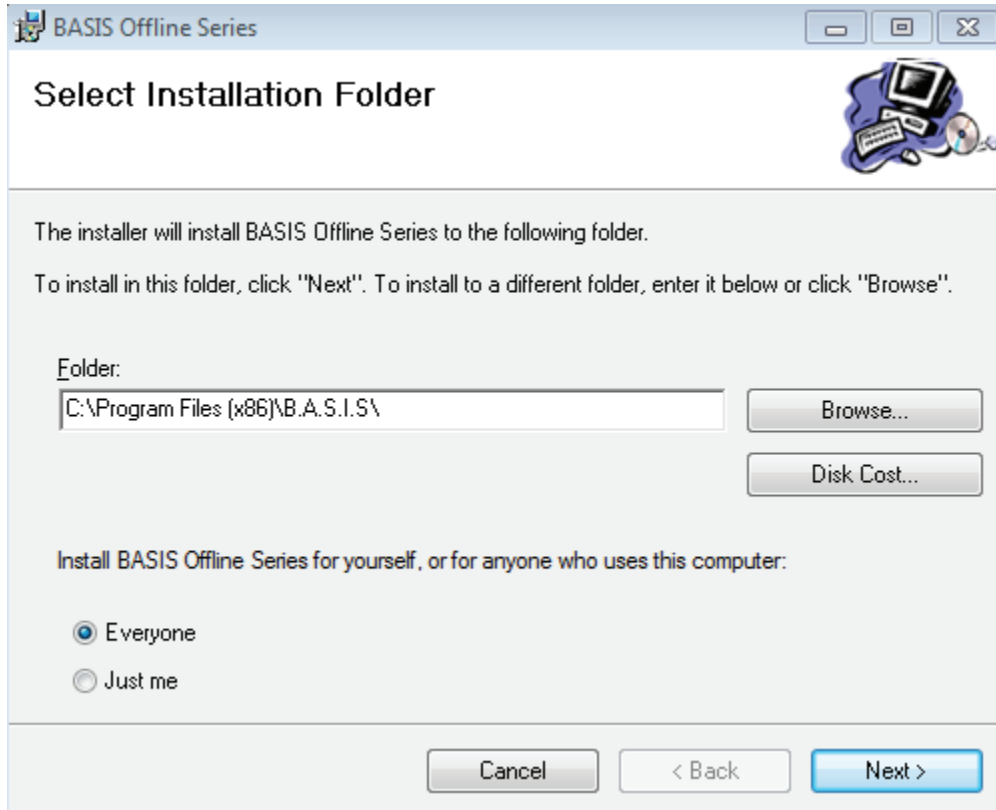 BASIS Offline Series
Select Installation Folder
The installer will install BASIS Offline Series to the following folder.
To install in this folder, click "Next". To install to a different folder, enter it below or click "Browse".
Folder:
C:\Program Files (x86)\B.A.S.I.S\
Browse...
Disk Cost...
Install BASIS Offline Series for yourself, or for anyone who uses this computer:
Everyone
Just me
Cancel
< Back
Next >